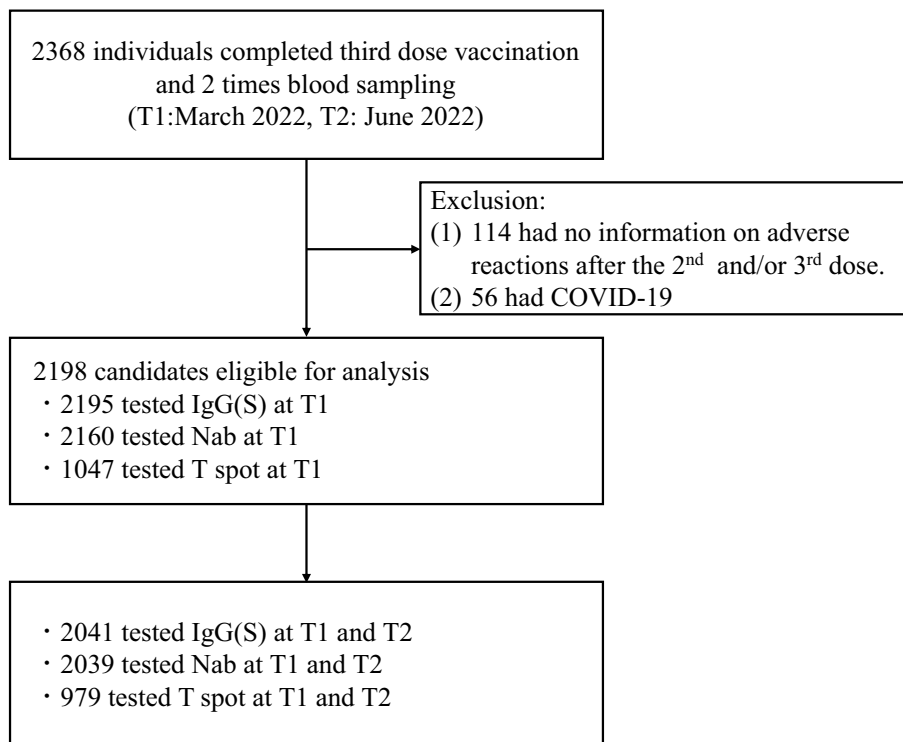 2368 individuals completed third dose vaccination
and 2 times blood sampling
(T1:March 2022, T2: June 2022)
Exclusion:
(1) 114 had no information on adverse
reactions after the 2nd and/or 3rd dose.
(2) 56 had COVID-19
2198 candidates eligible for analysis
・2195 tested IgG(S) at T1
・2160 tested Nab at T1
・1047 tested T spot at T1
・2041 tested IgG(S) at T1 and T2
・2039 tested Nab at T1 and T2
・979 tested T spot at T1 and T2